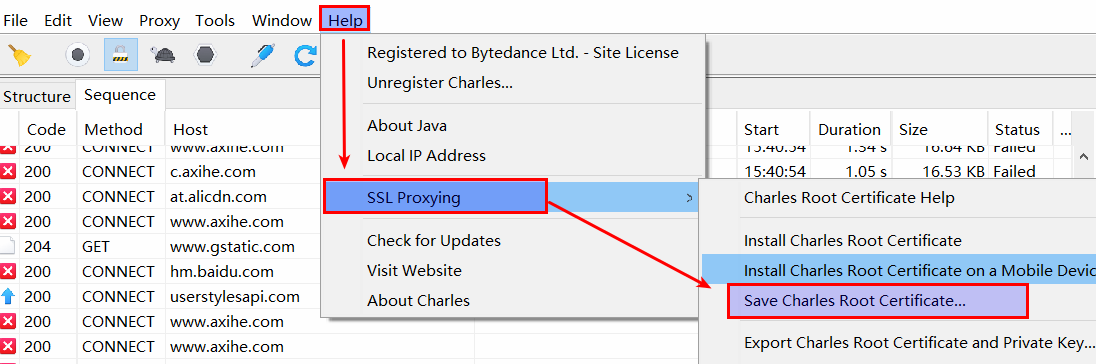 File Edit View Proxy Tools Window Help
Registered to Bytedance Ltd. - Site License
Unregister Charles...
About Java
Local IP Address
SSL Proxying
Check for Updates
Visit Website
About Charles
Charles Root Certificate Help
Install Charles Root Certificate
Install Charles Root Certificate on a Mobile Devic
Save Charles Root Certificate...
Export Charles Root Certificate and Private Key...
Structure Sequence
Code Method Host Start Duration Size Status ...
200 CONNECT www.axihe.com 15:40:54 1.54 s 16.64 KB Failed
200 CONNECT c.axihe.com 15:40:54 1.05 s 16.53 KB Failed
200 CONNECT at.alicdn.com
200 CONNECT www.axihe.com
204 GET www.gstatic.com
200 CONNECT hm.baidu.com
200 CONNECT userstylesapi.com
200 CONNECT www.axihe.com
200 CONNECT www.axihe.com